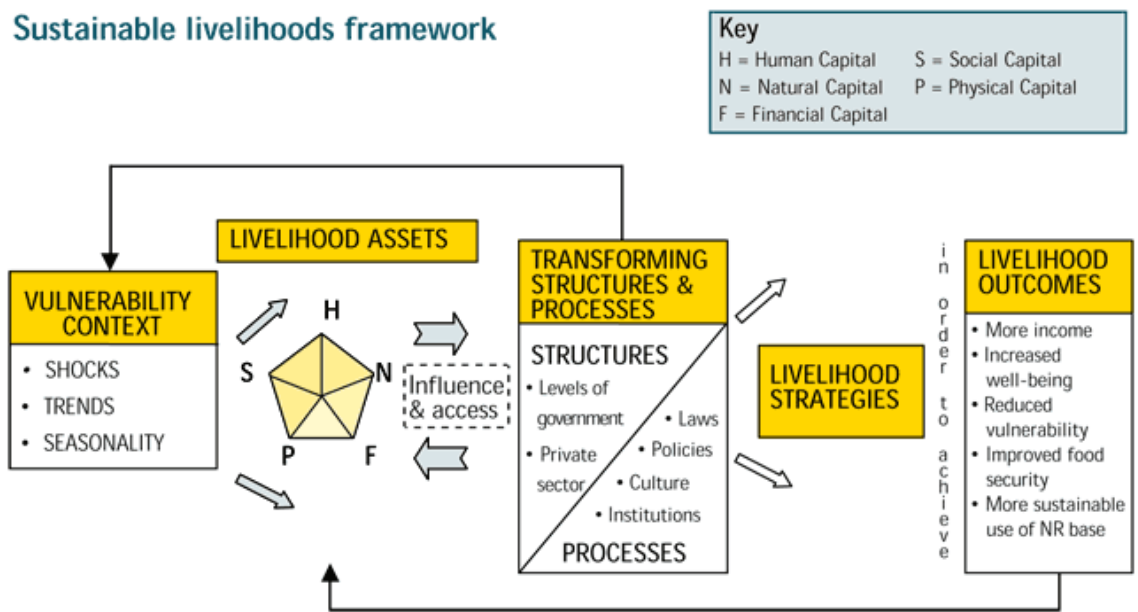 Sustainable livelihoods framework
Key
H = Human Capital
S = Social Capital
N = Natural Capital
P = Physical Capital
F = Financial Capital
LIVELIHOOD ASSETS
VULNERABILITY
CONTEXT
• SHOCKS
• TRENDS
• SEASONALITY
H
S
N
P
F
Influence
& access
TRANSFORMING
STRUCTURES &
PROCESSES
STRUCTURES
• Levels of
government
• Private
sector
• Laws
• Policies
• Culture
• Institutions
PROCESSES
LIVELIHOOD
STRATEGIES
in order to achieve
LIVELIHOOD
OUTCOMES
• More income
• Increased
well-being
• Reduced
vulnerability
• Improved food
security
• More sustainable
use of NR base